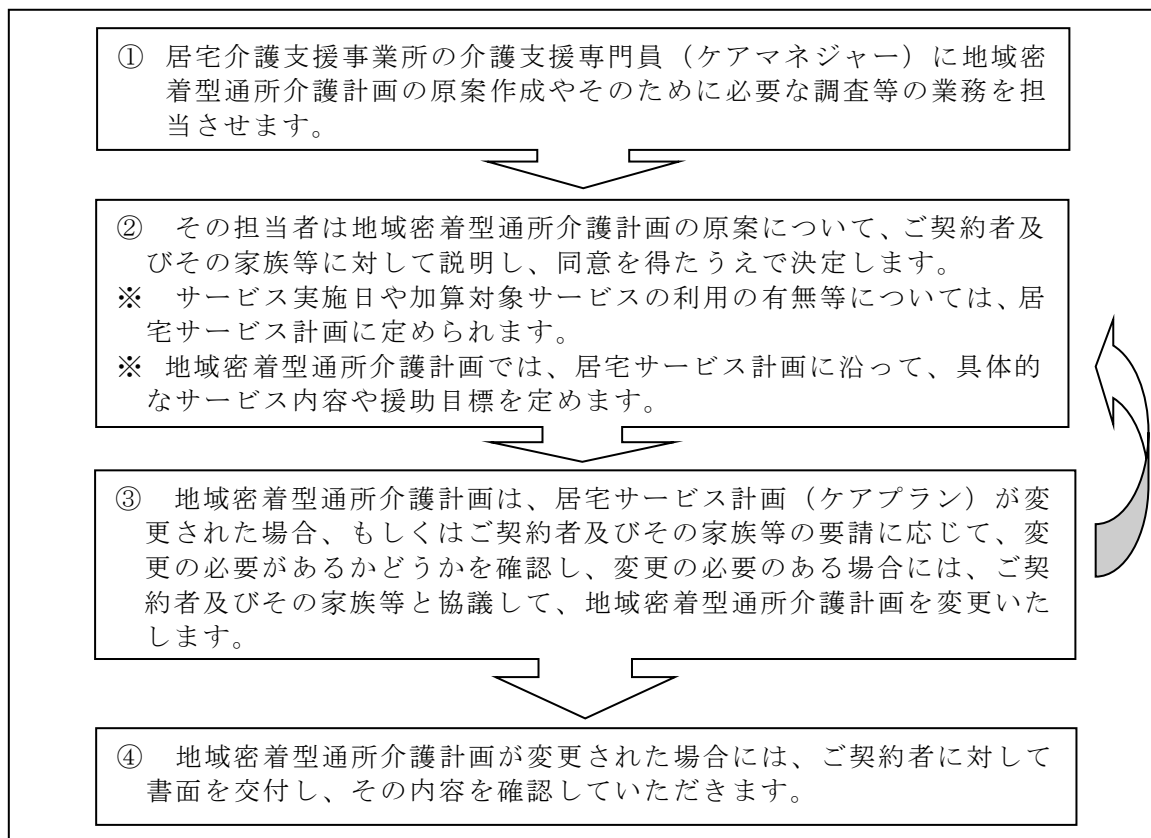 ① 居宅介護支援事業所の介護支援専門員（ケアマネジャー）に地域密
着型通所介護計画の原案作成やそのために必要な調査等の業務を担
当させます。
② その担当者は地域密着型通所介護計画の原案について、ご契約者及
びその家族等に対して説明し、同意を得たうえで決定します。
※ サービス実施日や加算対象サービスの利用の有無等については、居
宅サービス計画に定められます。
※ 地域密着型通所介護計画では、居宅サービス計画に沿って、具体的
なサービス内容や援助目標を定めます。
③ 地域密着型通所介護計画は、居宅サービス計画（ケアプラン）が変
更された場合、もしくはご契約者及びその家族等の要請に応じて、変
更の必要があるかどうかを確認し、変更の必要のある場合には、ご契
約者及びその家族等と協議して、地域密着型通所介護計画を変更いた
します。
④ 地域密着型通所介護計画が変更された場合には、ご契約者に対して
書面を交付し、その内容を確認していただきます。